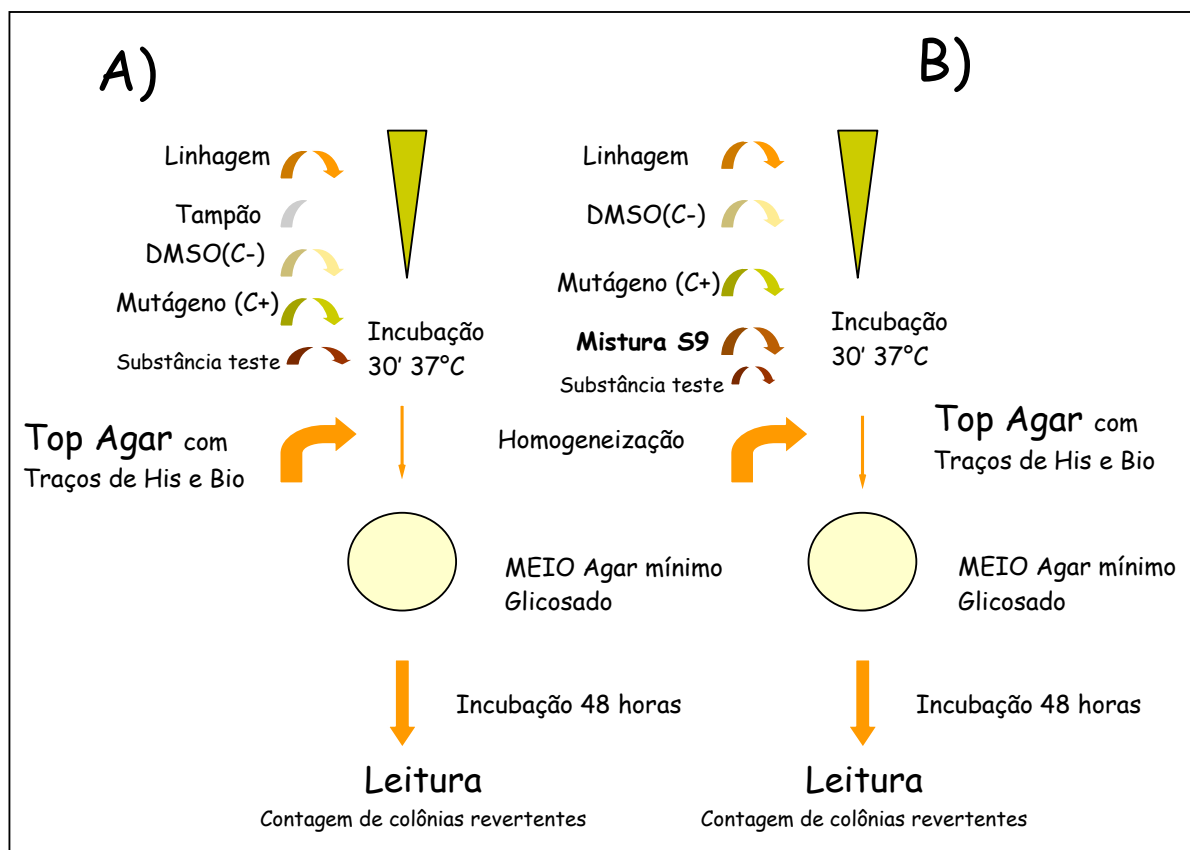 A)
Linhagem
Tampão
DMSO(C-)
Mutágeno (C+)
Substância teste
Incubação
30' 37°C
Top Agar com
Traços de His e Bio
MEIO Agar mínimo
Glicosado
Incubação 48 horas
Leitura
Contagem de colônias revertentes
B)
Linhagem
DMSO(C-)
Mutágeno (C+)
Mistura S9
Substância teste
Incubação
30' 37°C
Homogeneização
Top Agar com
Traços de His e Bio
MEIO Agar mínimo
Glicosado
Incubação 48 horas
Leitura
Contagem de colônias revertentes